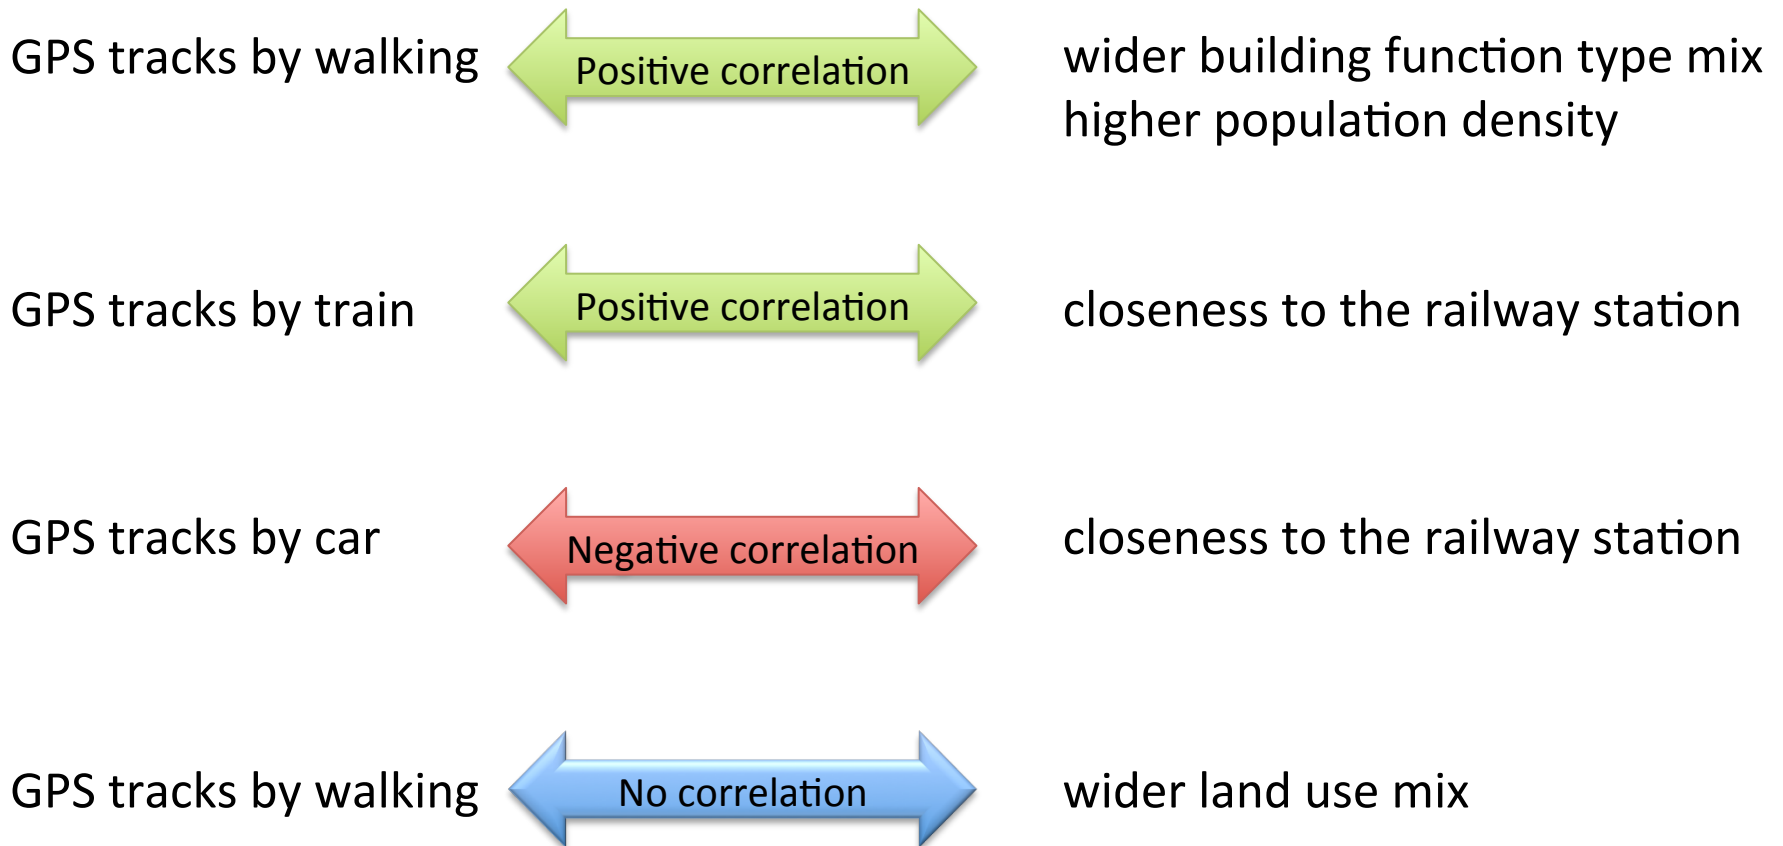 GPS tracks by walking
Positive correlation
wider building function type mix
higher population density
GPS tracks by train
Positive correlation
closeness to the railway station
GPS tracks by car
Negative correlation
closeness to the railway station
GPS tracks by walking
No correlation
wider land use mix